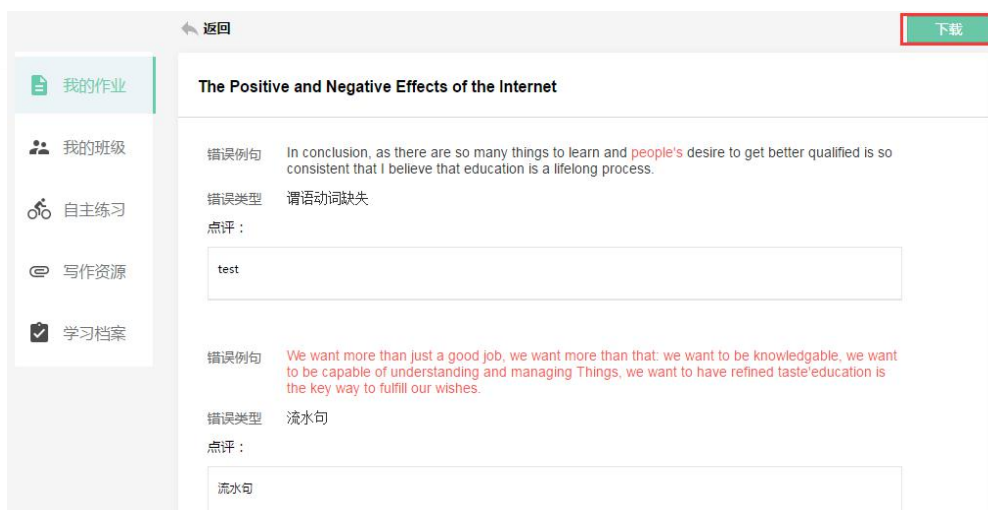 返回
下载
我的作业
我的班级
自主练习
写作资源
学习档案
The Positive and Negative Effects of the Internet
错误例句 In conclusion, as there are so many things to learn and people's desire to get better qualified is so
consistent that I believe that education is a lifelong process.
错误类型 谓语动词缺失
点评：
test
错误例句 We want more than just a good job, we want more than that: we want to be knowledgable, we want
to be capable of understanding and managing Things, we want to have refined taste'education is
the key way to fulfill our wishes.
错误类型 流水句
点评：
流水句